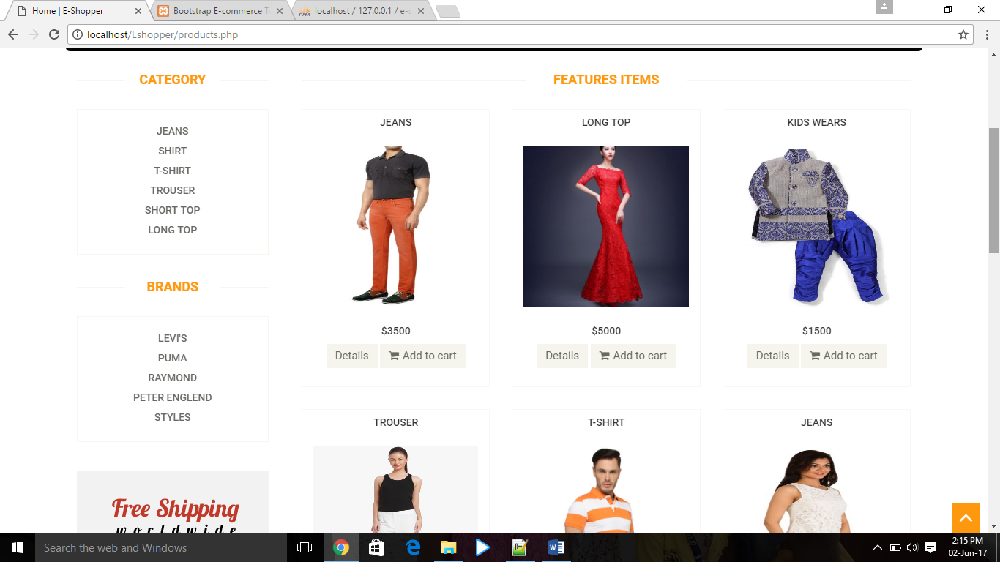 Home | E-Shopper
Bootstrap E-commerce Te
localhost / 127.0.0.1 / e-s
localhost/Eshopper/products.php
CATEGORY
JEANS
SHIRT
T-SHIRT
TROUSER
SHORT TOP
LONG TOP
BRANDS
LEVI'S
PUMA
RAYMOND
PETER ENGLEND
STYLES
Free Shipping
worldwide
FEATURES ITEMS
JEANS
$3500
Details Add to cart
LONG TOP
$5000
Details Add to cart
KIDS WEARS
$1500
Details Add to cart
TROUSER
T-SHIRT
JEANS
Search the web and Windows
2:15 PM
02-Jun-17